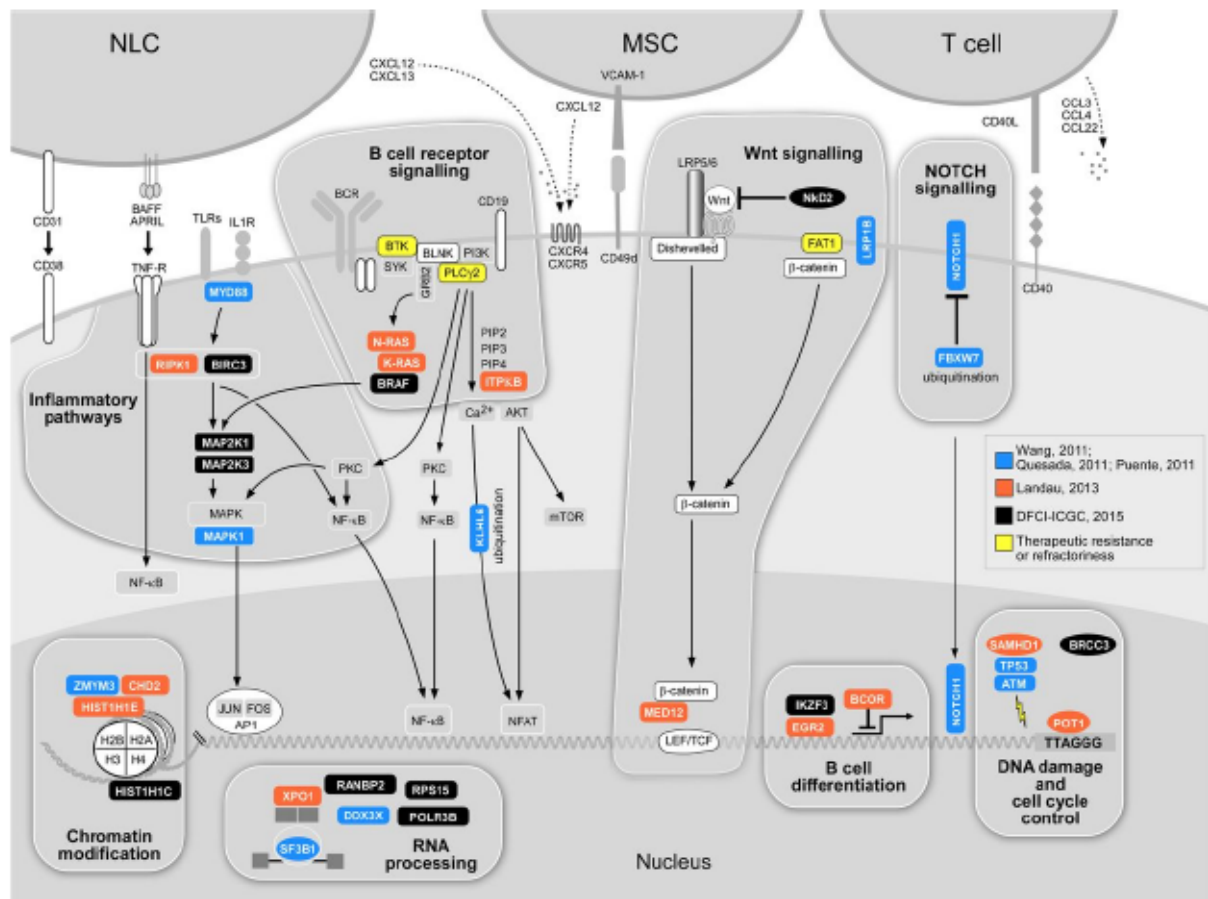 NLC
MSC
T cell
CXCL12
CXCL13
VCAM-1
CXCL12
CD40L
CCL3
CCL4
CCL22
CD31
CD38
BAFF
APRIL
TNF-R
TLRs
IL1R
MYD88
RIPK1
BIRC3
Inflammatory
pathways
MAP2K1
MAP2K3
MAPK
MAPK1
NF-κB
PKC
NF-κB
B cell receptor
signalling
BCR
CD19
BTK
BLNK
PI3K
SYK
GRB2
PLCγ2
N-RAS
K-RAS
BRAF
PIP2
PIP3
PIP4
ITPκB
Ca2+
AKT
PKC
NF-κB
KLHL6
ubiquitination
mTOR
CXCR4
CXCR5
CD49d
Wnt signalling
LRP5/6
Wnt
NkD2
Dishevelled
FAT1
LRP1B
β-catenin
β-catenin
NOTCH
signalling
NOTCH1
FBXW7
ubiquitination
CD40
Wang, 2011;
Quesada, 2011; Puente, 2011
Landau, 2013
DFCI-ICGC, 2015
Therapeutic resistance
or refractoriness
ZMYM3
CHD2
HIST1H1E
H2B
H2A
H3
H4
HIST1H1C
Chromatin
modification
JUN FOS
AP1
NF-κB
NFAT
β-catenin
MED12
LEF/TCF
IKZF3
BCOR
EGR2
B cell
differentiation
NOTCH1
SAMHD1
BRCC3
TP53
ATM
POT1
TTAGGG
DNA damage
and
cell cycle
control
XPO1
RANBP2
RPS15
DDX3X
POLR3B
SF3B1
RNA
processing
Nucleus